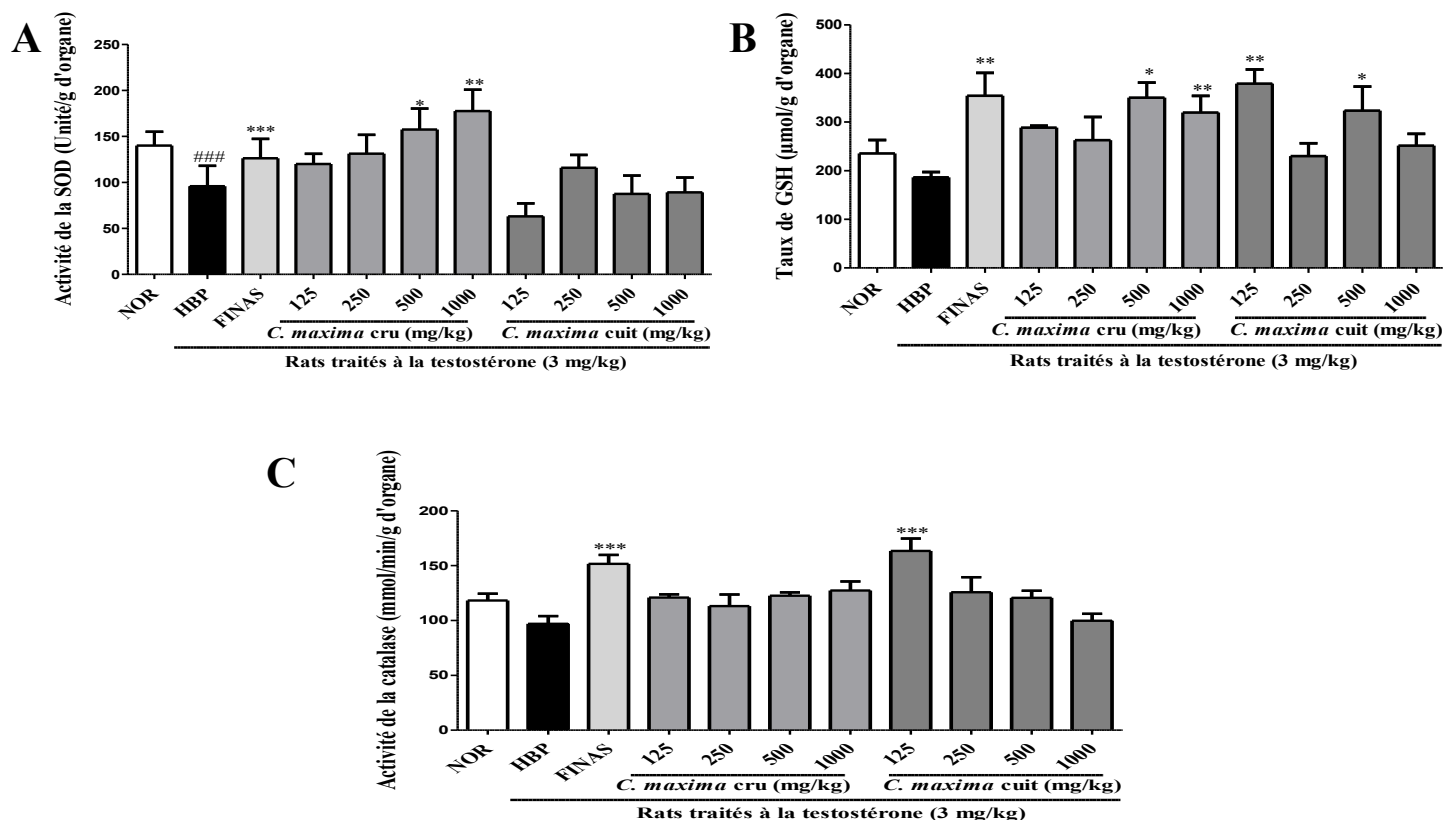 A
Activité de la SOD (Unité/g d'organe)
250
200
150
100
50
0
###
***
*
**
NOR
HBP
FINAS
125
250
500
1000
125
250
500
1000
C. maxima cru (mg/kg)
C. maxima cuit (mg/kg)
Rats traités à la testostérone (3 mg/kg)
B
Taux de GSH (µmol/g d'organe)
500
400
300
200
100
0
**
*
**
**
*
NOR
HBP
FINAS
125
250
500
1000
125
250
500
1000
C. maxima cru (mg/kg)
C. maxima cuit (mg/kg)
Rats traités à la testostérone (3 mg/kg)
C
Activité de la catalase (mmol/min/g d'organe)
200
150
100
50
0
***
***
NOR
HBP
FINAS
125
250
500
1000
125
250
500
1000
C. maxima cru (mg/kg)
C. maxima cuit (mg/kg)
Rats traités à la testostérone (3 mg/kg)